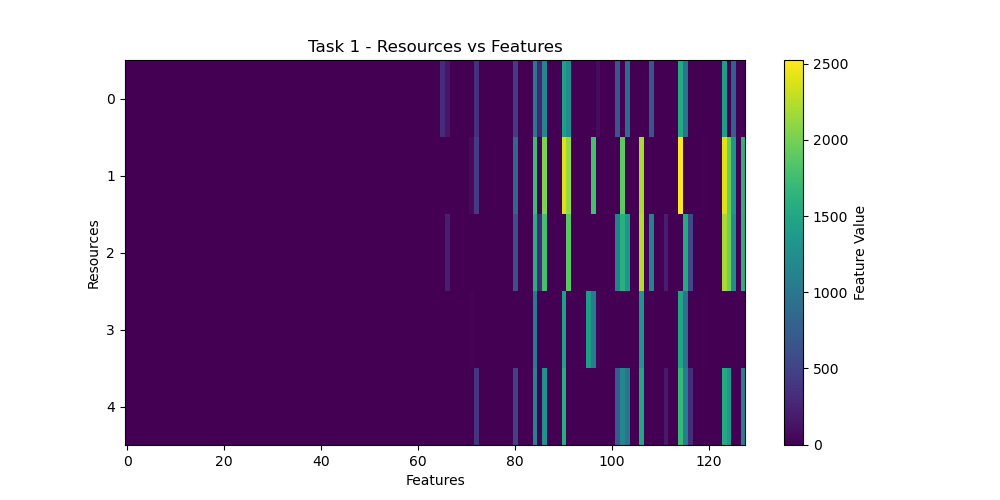 Task 1 - Resources vs Features
Resources
0
1
2
3
4
0 20 40 60 80 100 120
Features
2500
2000
1500
1000
500
0
Feature Value